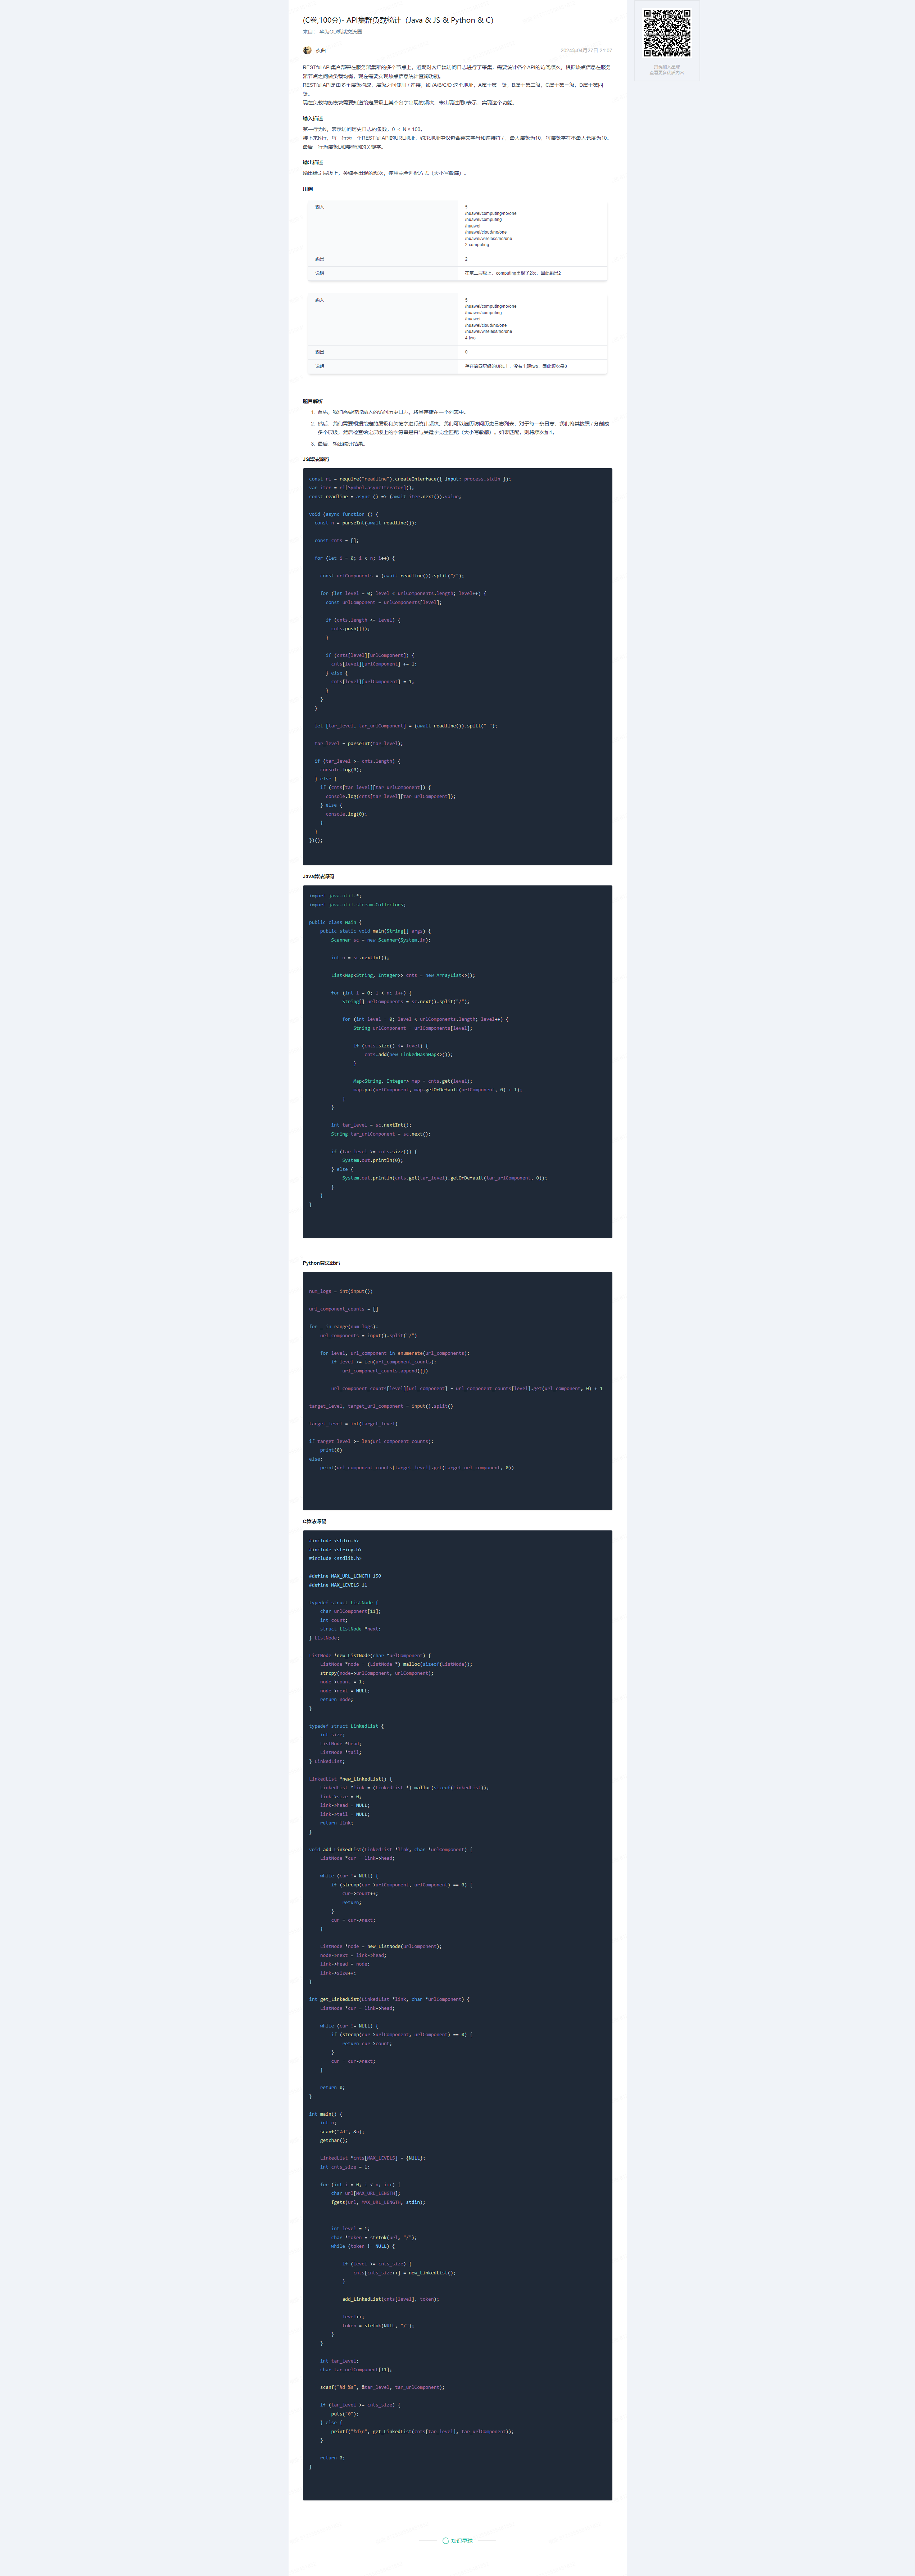 (C卷,100分)- API集群负载统计（Java & JS & Python & C）
来自： 华为OD机试交流圈
2024年04月27日 21:07
扫码加入星球
查看更多优质内容
RESTful API集合部署在服务器集群的多个节点上，近期对客户端访问日志进行了采集，需要统计各个API的访问频次，根据热点信息在服务
器节点之间做负载均衡，现在需要实现热点信息统计查询功能。
RESTful API是由多个层级构成，层级之间使用 / 连接，如 /A/B/C/D 这个地址，A属于第一级，B属于第二级，C属于第三级，D属于第四
级。
现在负载均衡模块需要知道给定层级上某个名字出现的频次，未出现过用0表示，实现这个功能。
输入描述
第一行为N，表示访问历史日志的条数，0 ＜ N ≤ 100。
接下来N行，每一行为一个RESTful API的URL地址，约束地址中仅包含英文字母和连接符 / ，最大层级为10，每层级字符串最大长度为10。
最后一行为层级L和要查询的关键字。
输出描述
输出给定层级上，关键字出现的频次，使用完全匹配方式（大小写敏感）。
用例
输入
5
/huawei/computing/no/one
/huawei/computing
/huawei
/huawei/cloud/no/one
/huawei/wireless/no/one
2 computing
输出
2
说明
在第二层级上，computing出现了2次，因此输出2
输入
5
/huawei/computing/no/one
/huawei/computing
/huawei
/huawei/cloud/no/one
/huawei/wireless/no/one
4 two
输出
0
说明
存在第四层级的URL上，没有出现two，因此频次是0
题目解析
1. 首先，我们需要读取输入的访问历史日志，将其存储在一个列表中。
2. 然后，我们需要根据给定的层级和关键字进行统计频次。我们可以遍历访问历史日志列表，对于每一条日志，我们将其按照 / 分割成
多个层级，然后检查给定层级上的字符串是否与关键字完全匹配（大小写敏感）。如果匹配，则将频次加1。
3. 最后，输出统计结果。
JS算法源码
const rl = require("readline").createInterface({ input: process.stdin });
var iter = rl[Symbol.asyncIterator]();
const readline = async () => (await iter.next()).value;
void (async function () {
const n = parseInt(await readline());
const cnts = [];
for (let i = 0; i < n; i++) {
const urlComponents = (await readline()).split("/");
for (let level = 0; level < urlComponents.length; level++) {
const urlComponent = urlComponents[level];
if (cnts.length <= level) {
cnts.push({});
}
if (cnts[level][urlComponent]) {
cnts[level][urlComponent] += 1;
} else {
cnts[level][urlComponent] = 1;
}
}
}
let [tar_level, tar_urlComponent] = (await readline()).split(" ");
tar_level = parseInt(tar_level);
if (tar_level >= cnts.length) {
console.log(0);
} else {
if (cnts[tar_level][tar_urlComponent]) {
console.log(cnts[tar_level][tar_urlComponent]);
} else {
console.log(0);
}
}
})();
Java算法源码
import java.util.*;
import java.util.stream.Collectors;
public class Main {
public static void main(String[] args) {
Scanner sc = new Scanner(System.in);
int n = sc.nextInt();
List<Map<String, Integer>> cnts = new ArrayList<>();
for (int i = 0; i < n; i++) {
String[] urlComponents = sc.next().split("/");
for (int level = 0; level < urlComponents.length; level++) {
String urlComponent = urlComponents[level];
if (cnts.size() <= level) {
cnts.add(new LinkedHashMap<>());
}
Map<String, Integer> map = cnts.get(level);
map.put(urlComponent, map.getOrDefault(urlComponent, 0) + 1);
}
}
int tar_level = sc.nextInt();
String tar_urlComponent = sc.next();
if (tar_level >= cnts.size()) {
System.out.println(0);
} else {
System.out.println(cnts.get(tar_level).getOrDefault(tar_urlComponent, 0));
}
}
}
Python算法源码
num_logs = int(input())
url_component_counts = []
for _ in range(num_logs):
url_components = input().split("/")
for level, url_component in enumerate(url_components):
if level >= len(url_component_counts):
url_component_counts.append({})
url_component_counts[level][url_component] = url_component_counts[level].get(url_component, 0) + 1
target_level, target_url_component = input().split()
target_level = int(target_level)
if target_level >= len(url_component_counts):
print(0)
else:
print(url_component_counts[target_level].get(target_url_component, 0))
C算法源码
#include <stdio.h>
#include <string.h>
#include <stdlib.h>
#define MAX_URL_LENGTH 150
#define MAX_LEVELS 11
typedef struct ListNode {
char urlComponent[11];
int count;
struct ListNode *next;
} ListNode;
ListNode *new_ListNode(char *urlComponent) {
ListNode *node = (ListNode *) malloc(sizeof(ListNode));
strcpy(node->urlComponent, urlComponent);
node->count = 1;
node->next = NULL;
return node;
}
typedef struct LinkedList {
int size;
ListNode *head;
ListNode *tail;
} LinkedList;
LinkedList *new_LinkedList() {
LinkedList *link = (LinkedList *) malloc(sizeof(LinkedList));
link->size = 0;
link->head = NULL;
link->tail = NULL;
return link;
}
void add_LinkedList(LinkedList *link, char *urlComponent) {
ListNode *cur = link->head;
while (cur != NULL) {
if (strcmp(cur->urlComponent, urlComponent) == 0) {
cur->count++;
return;
}
cur = cur->next;
}
ListNode *node = new_ListNode(urlComponent);
node->next = link->head;
link->head = node;
link->size++;
}
int get_LinkedList(LinkedList *link, char *urlComponent) {
ListNode *cur = link->head;
while (cur != NULL) {
if (strcmp(cur->urlComponent, urlComponent) == 0) {
return cur->count;
}
cur = cur->next;
}
return 0;
}
int main() {
int n;
scanf("%d", &n);
getchar();
LinkedList *cnts[MAX_LEVELS] = {NULL};
int cnts_size = 1;
for (int i = 0; i < n; i++) {
char url[MAX_URL_LENGTH];
fgets(url, MAX_URL_LENGTH, stdin);
int level = 1;
char *token = strtok(url, "/");
while (token != NULL) {
if (level >= cnts_size) {
cnts[cnts_size++] = new_LinkedList();
}
add_LinkedList(cnts[level], token);
level++;
token = strtok(NULL, "/");
}
}
int tar_level;
char tar_urlComponent[11];
scanf("%d %s", &tar_level, tar_urlComponent);
if (tar_level >= cnts_size) {
puts("0");
} else {
printf("%d\n", get_LinkedList(cnts[tar_level], tar_urlComponent));
}
return 0;
}
知识星球